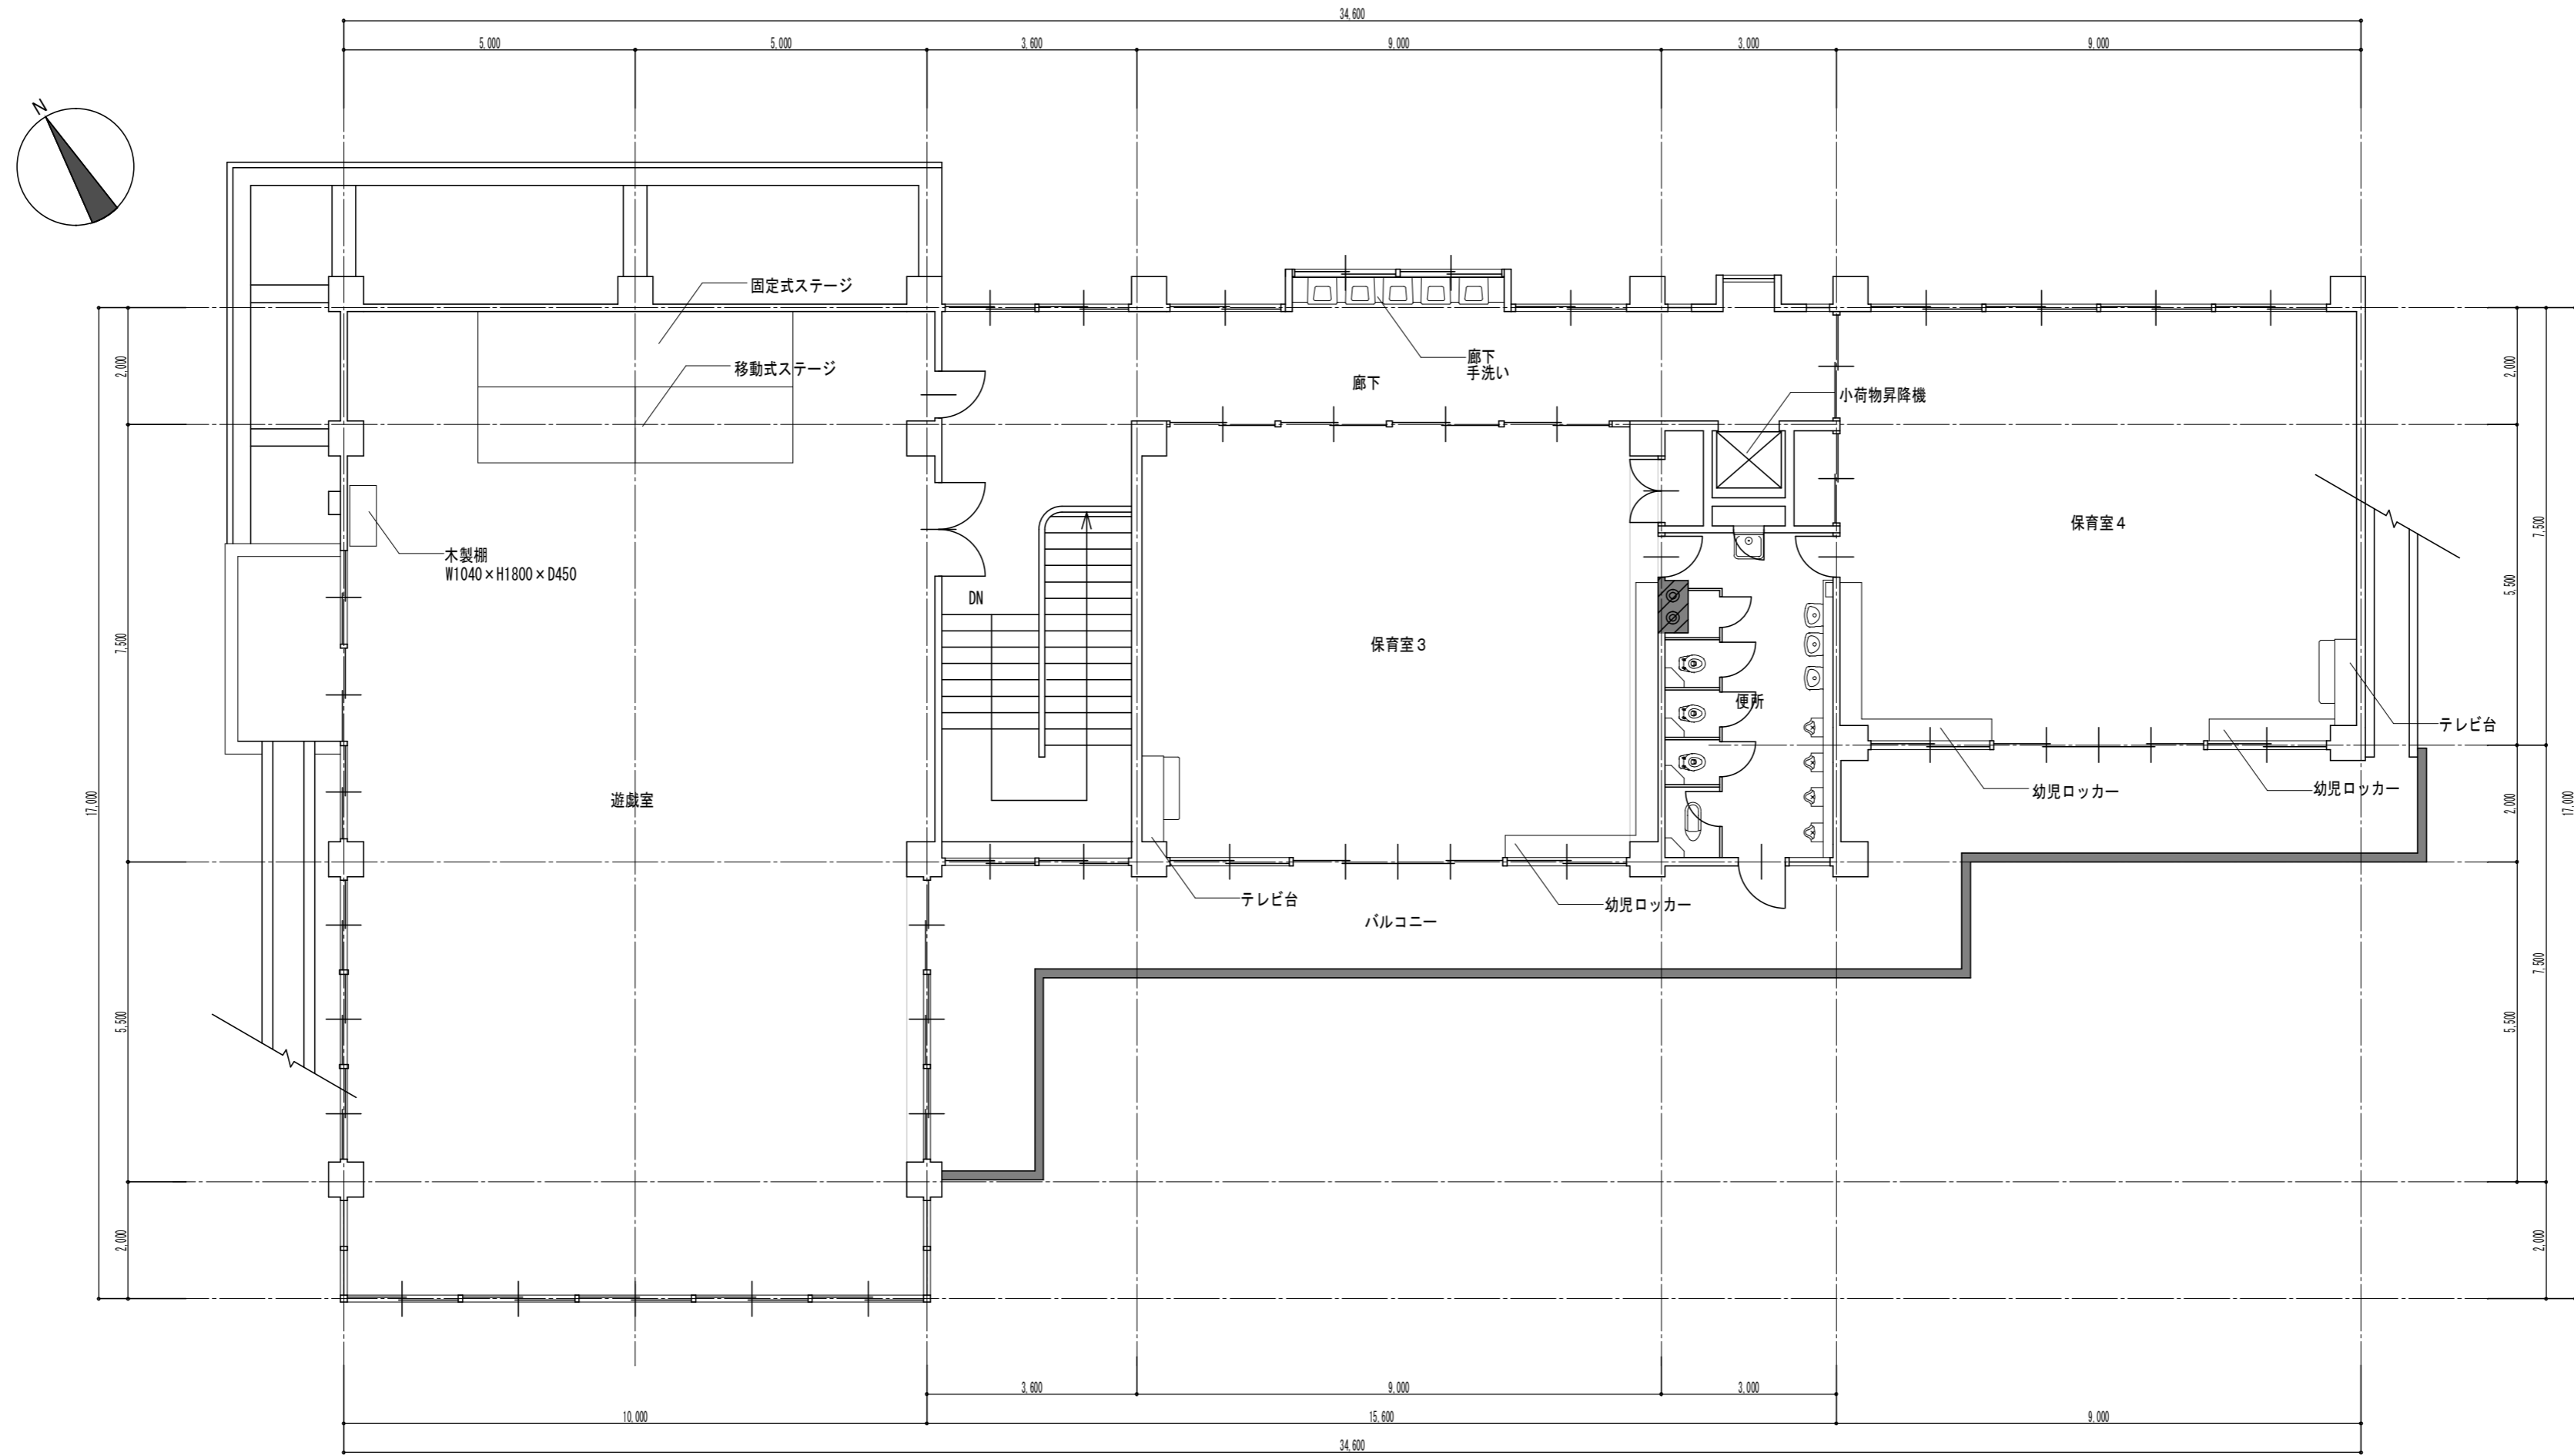 34,600
5,000
5,000
3,600
9,000
3,000
9,000
N
固定式ステージ
移動式ステージ
廊下
手洗い
廊下
小荷物昇降機
2,000
2,000
木製棚
W1040×H1800×D450
保育室4
DN
保育室3
便所
7,500
5,500
7,500
テレビ台
遊戯室
幼児ロッカー
幼児ロッカー
17,000
2,000
17,000
テレビ台
幼児ロッカー
バルコニー
5,500
5,500
7,500
2,000
2,000
3,600
9,000
3,000
10,000
15,600
9,000
34,600